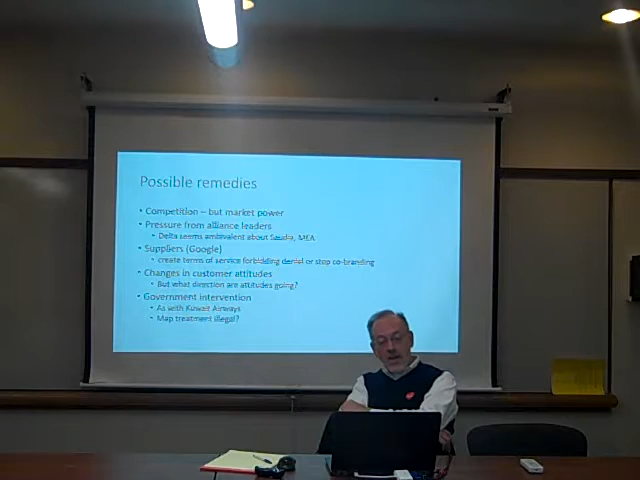 Possible remedies
• Competition – but market power
• Pressure from alliance leaders
• Delta seems ambivalent about Saudia, MEA
• Suppliers (Google)
• create terms of service forbidding denial or stop co-branding
• Changes in customer attitudes
• But what direction are attitudes going?
• Government intervention
• As with Kuwait Airways
• Map treatment illegal?